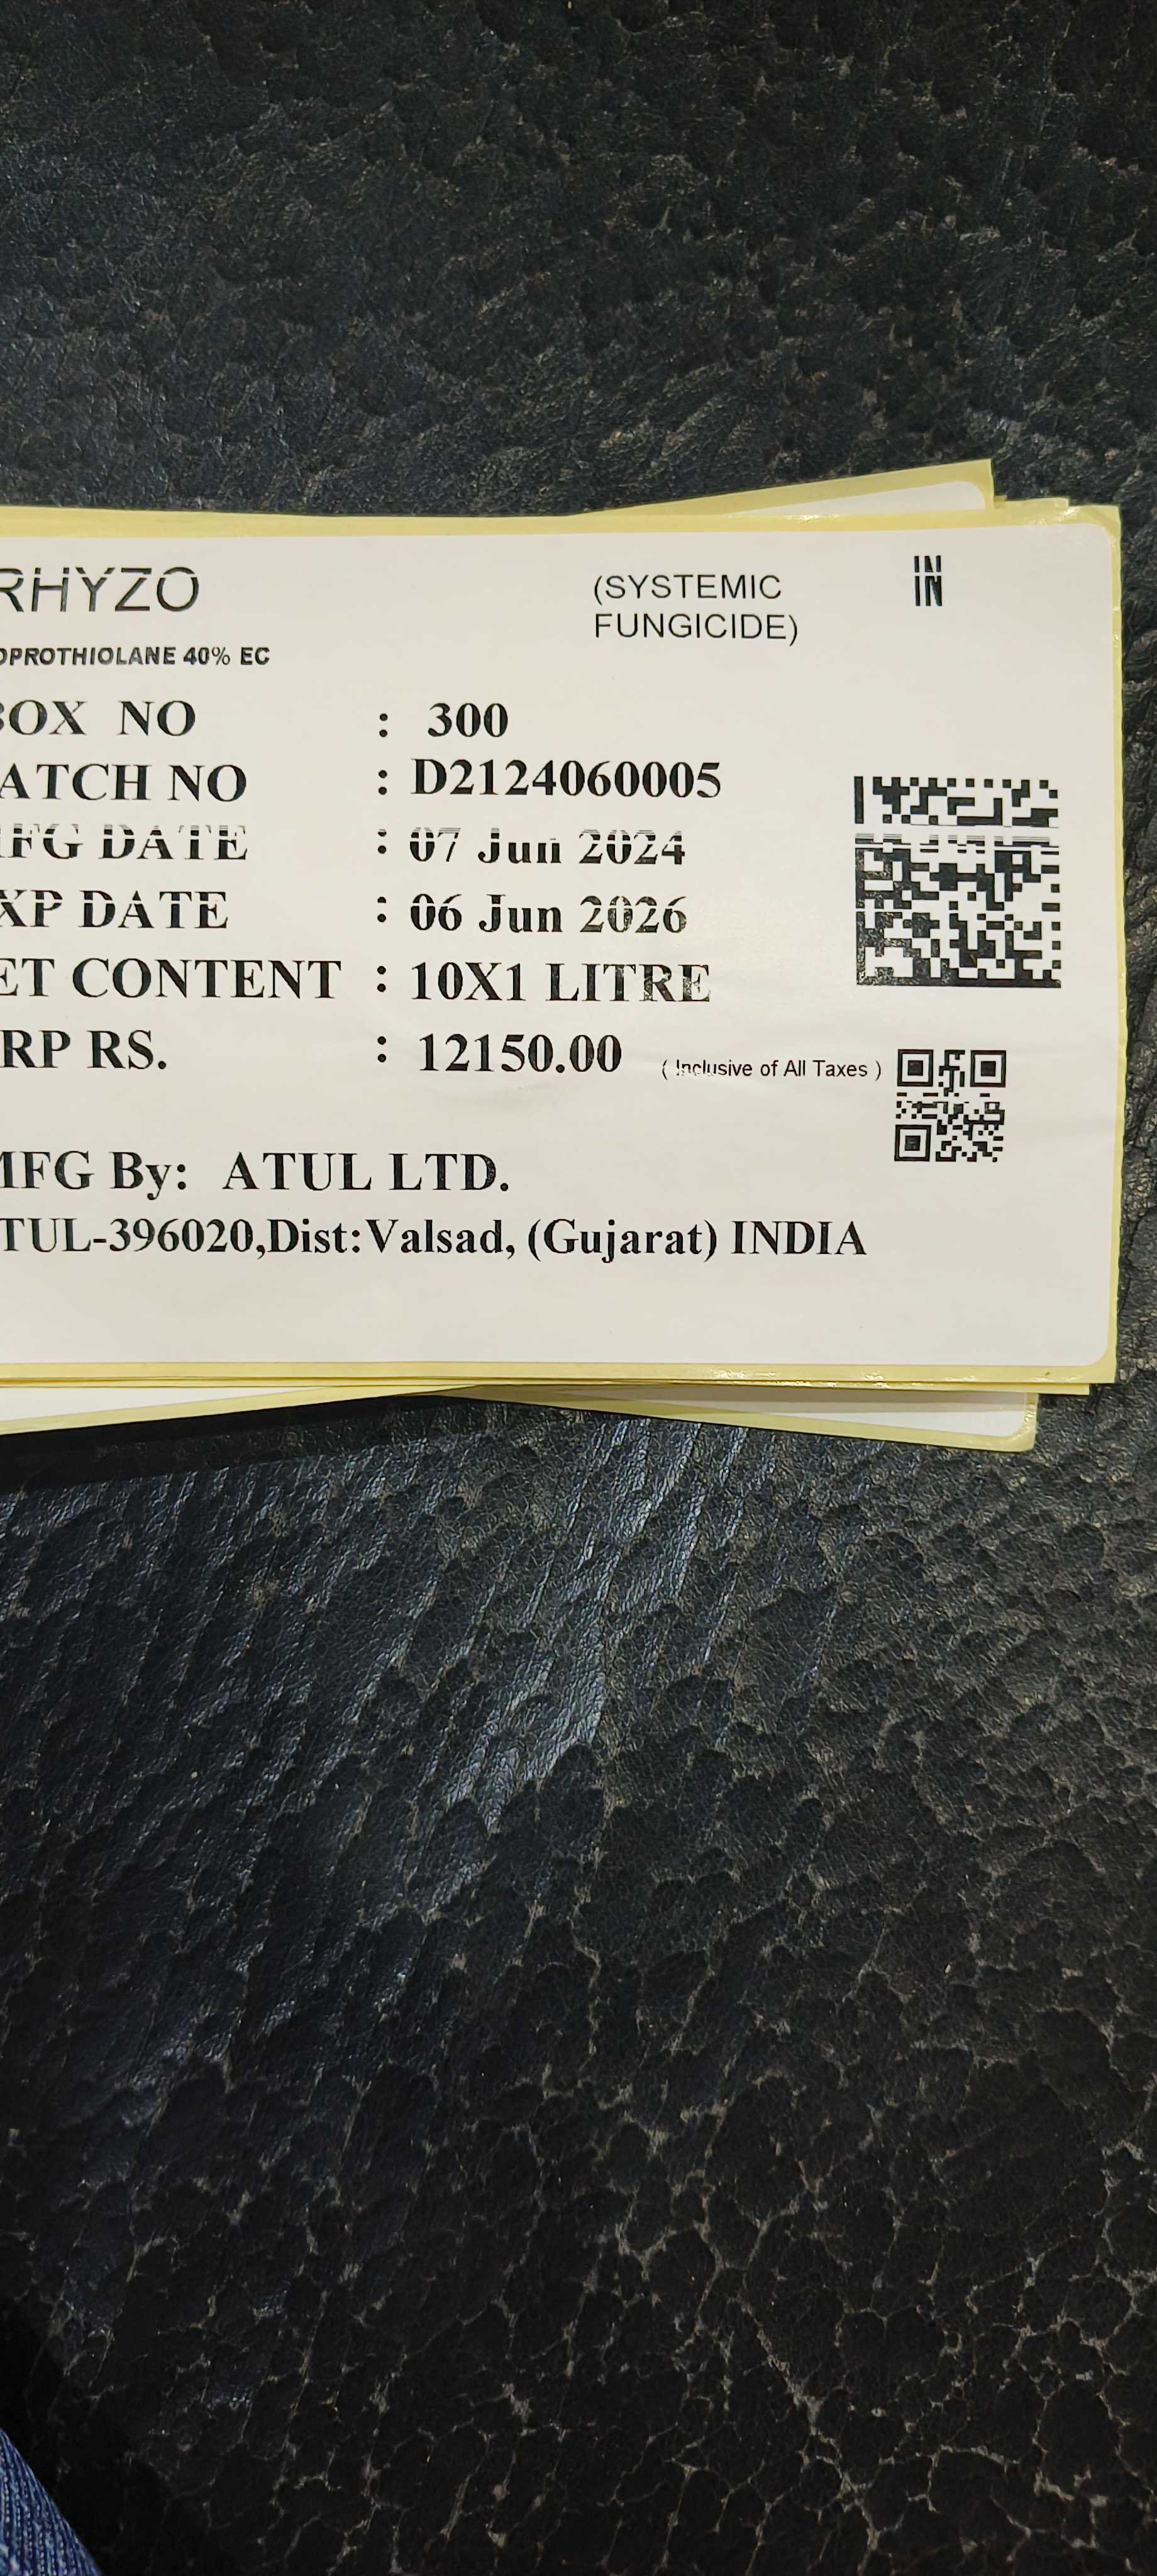 RHYZO
(SYSTEMIC
FUNGICIDE)
IN
IN
OPROTHIOLANE 40% EC
BOX NO : 300
ATCH NO : D2124060005
MFG DATE : 07 Jun 2024
XP DATE : 06 Jun 2026
ET CONTENT : 10X1 LITRE
RP RS. : 12150.00 ( Inclusive of All Taxes )
MFG By: ATUL LTD.
TUL-396020,Dist:Valsad, (Gujarat) INDIA